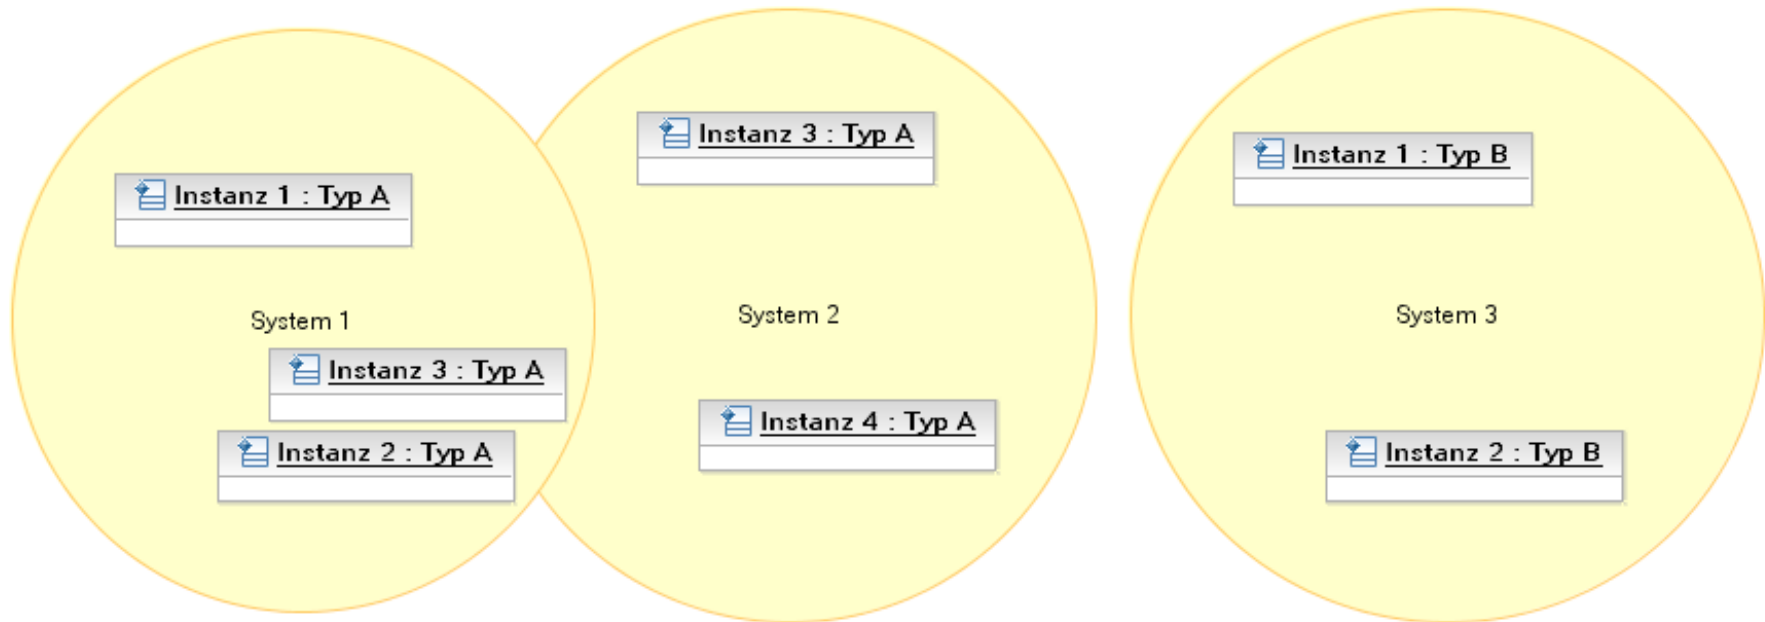 Instanz 1 : Typ A
System 1
Instanz 3 : Typ A
Instanz 2 : Typ A
Instanz 3 : Typ A
System 2
Instanz 4 : Typ A
Instanz 1 : Typ B
System 3
Instanz 2 : Typ B